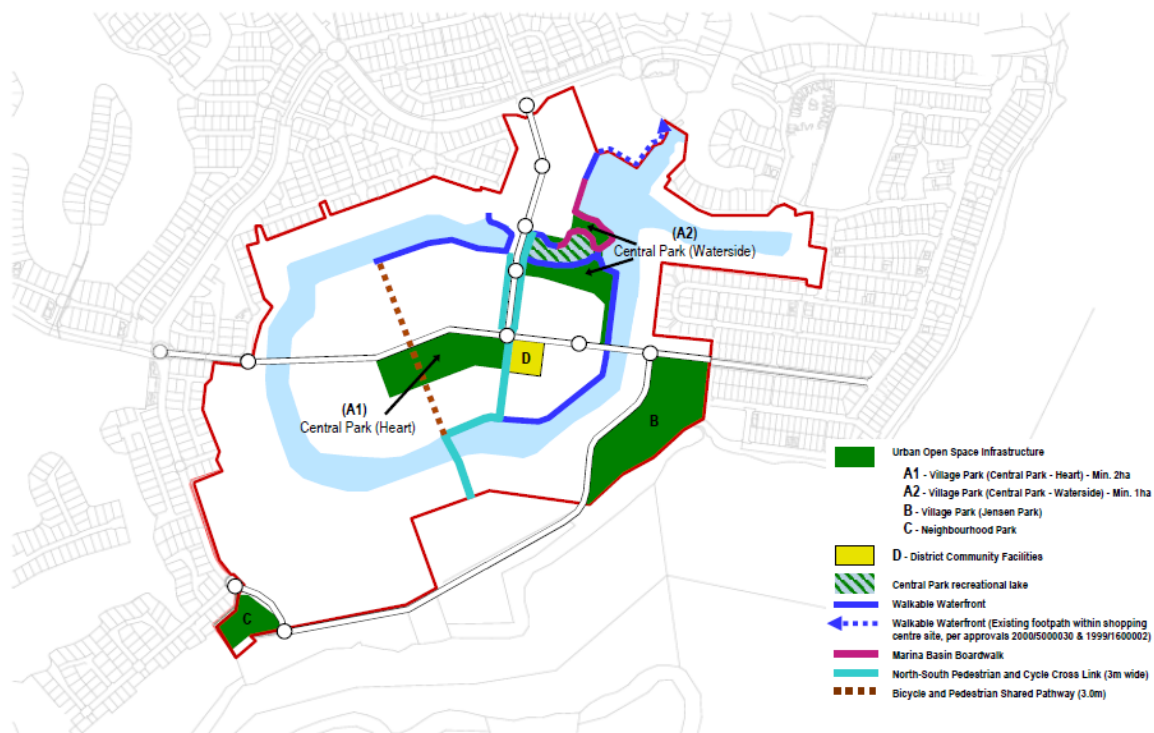 (A2)
Central Park (Waterside)
D
(A1)
Central Park (Heart)
B
C
Urban Open Space Infrastructure
A1 - Village Park (Central Park - Heart) - Min. 2ha
A2 - Village Park (Central Park - Waterside) - Min. 1ha
B - Village Park (Jensen Park)
C - Neighbourhood Park
D - District Community Facilities
Central Park recreational lake
Walkable Waterfront
Walkable Waterfront (Existing footpath within shopping
centre site, per approvals 2000/5000030 & 1999/1600002)
Marina Basin Boardwalk
North-South Pedestrian and Cycle Cross Link (3m wide)
Bicycle and Pedestrian Shared Pathway (3.0m)